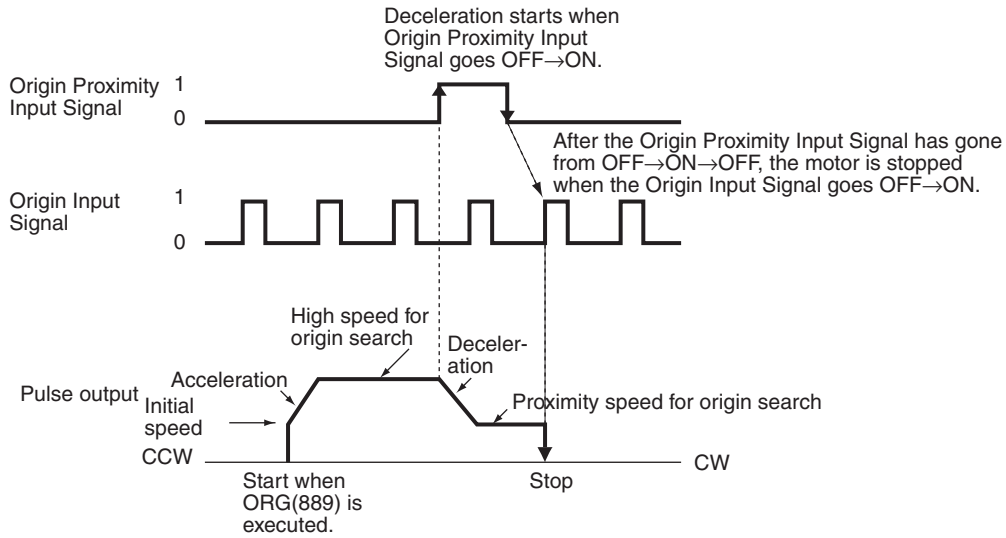 Deceleration starts when
Origin Proximity Input
Signal goes OFF→ON.
Origin Proximity
Input Signal
1
0
After the Origin Proximity Input Signal has gone
from OFF→ON→OFF, the motor is stopped
when the Origin Input Signal goes OFF→ON.
Origin Input
Signal
1
0
High speed for
origin search
Deceler-
ation
Acceleration
Pulse output
Initial
speed
Proximity speed for origin search
CCW
CW
Start when
ORG(889) is
executed.
Stop